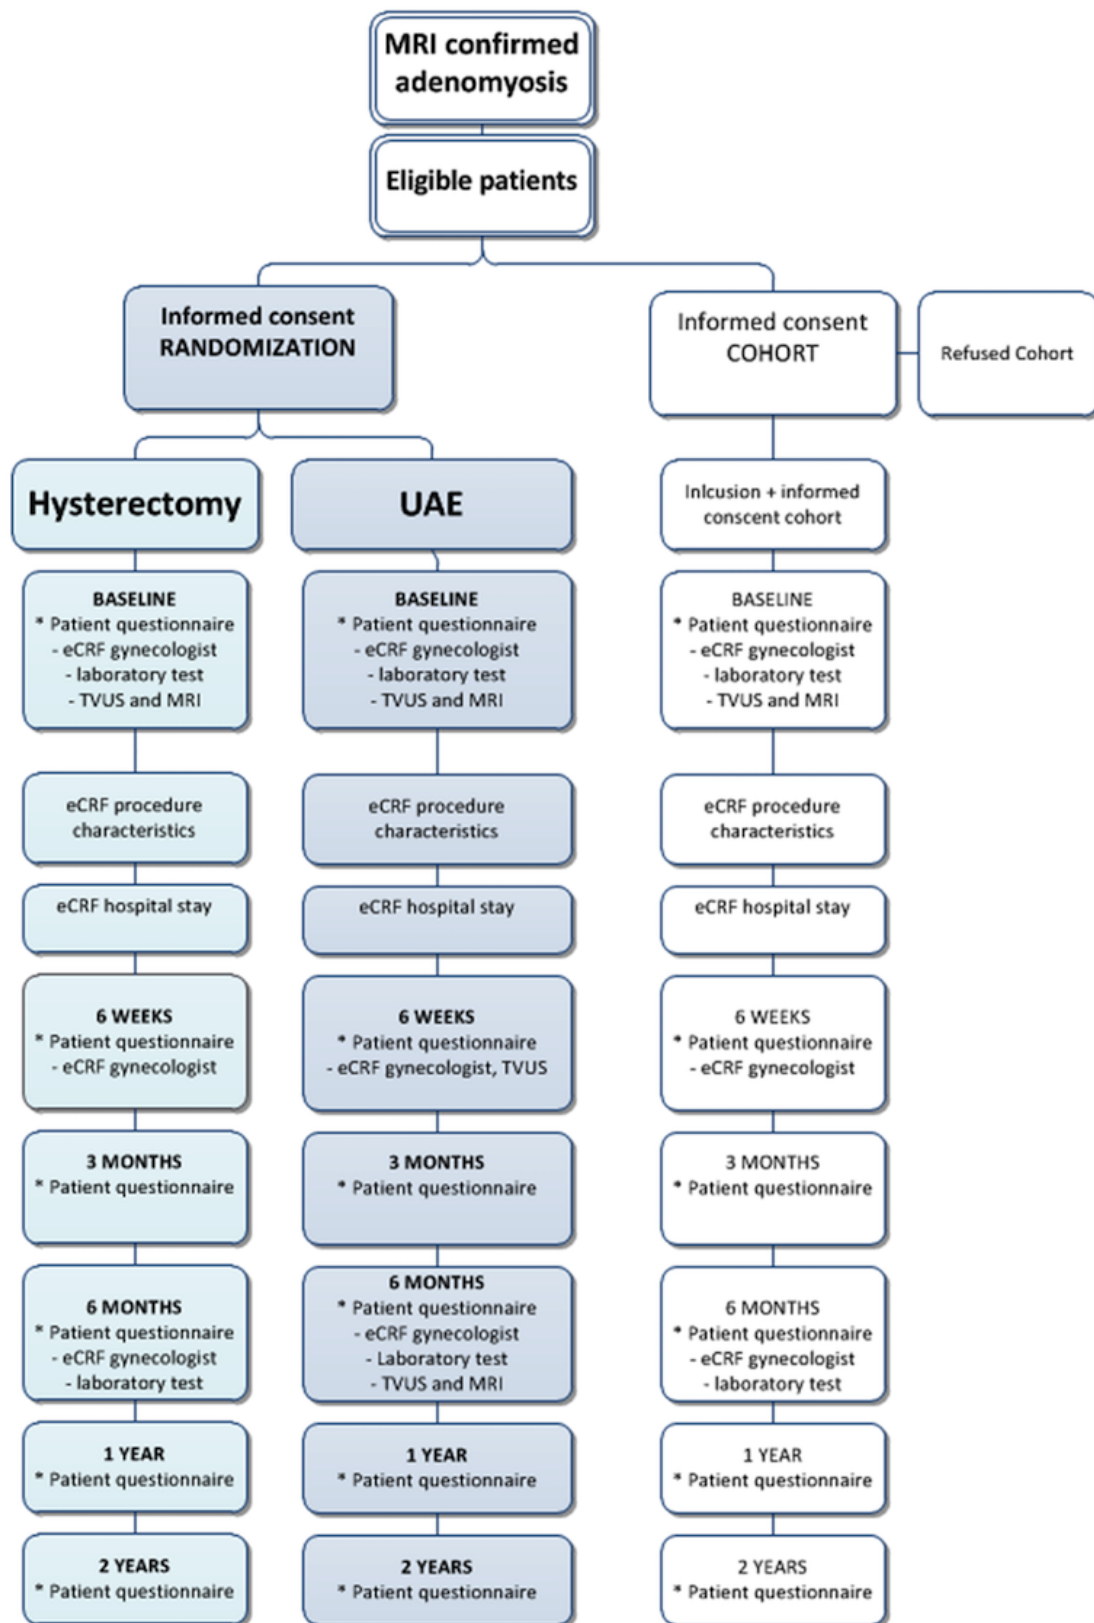 MRI confirmed
adenomyosis
Eligible patients
Informed consent
RANDOMIZATION
Informed consent
COHORT
Refused Cohort
Hysterectomy
UAE
Inlcusion + informed
conscent cohort
BASELINE
* Patient questionnaire
- eCRF gynecologist
- laboratory test
- TVUS and MRI
BASELINE
* Patient questionnaire
- eCRF gynecologist
- laboratory test
- TVUS and MRI
BASELINE
* Patient questionnaire
- eCRF gynecologist
- laboratory test
- TVUS and MRI
eCRF procedure
characteristics
eCRF procedure
characteristics
eCRF procedure
characteristics
eCRF hospital stay
eCRF hospital stay
eCRF hospital stay
6 WEEKS
* Patient questionnaire
- eCRF gynecologist
6 WEEKS
* Patient questionnaire
- eCRF gynecologist, TVUS
6 WEEKS
* Patient questionnaire
- eCRF gynecologist
3 MONTHS
* Patient questionnaire
3 MONTHS
* Patient questionnaire
3 MONTHS
* Patient questionnaire
6 MONTHS
* Patient questionnaire
- eCRF gynecologist
- laboratory test
6 MONTHS
* Patient questionnaire
- eCRF gynecologist
- Laboratory test
- TVUS and MRI
6 MONTHS
* Patient questionnaire
- eCRF gynecologist
- laboratory test
1 YEAR
* Patient questionnaire
1 YEAR
* Patient questionnaire
1 YEAR
* Patient questionnaire
2 YEARS
* Patient questionnaire
2 YEARS
* Patient questionnaire
2 YEARS
* Patient questionnaire